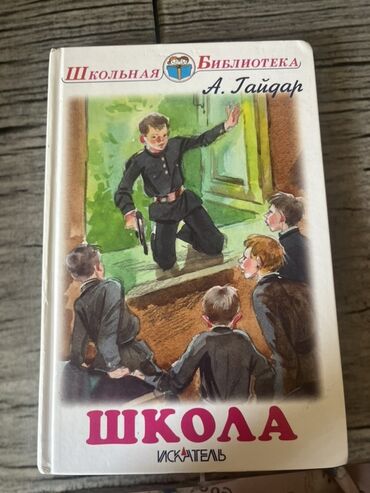 Школьная Библиотека
А. Гайдар
ШКОЛА
ИСКАТЕЛЬ